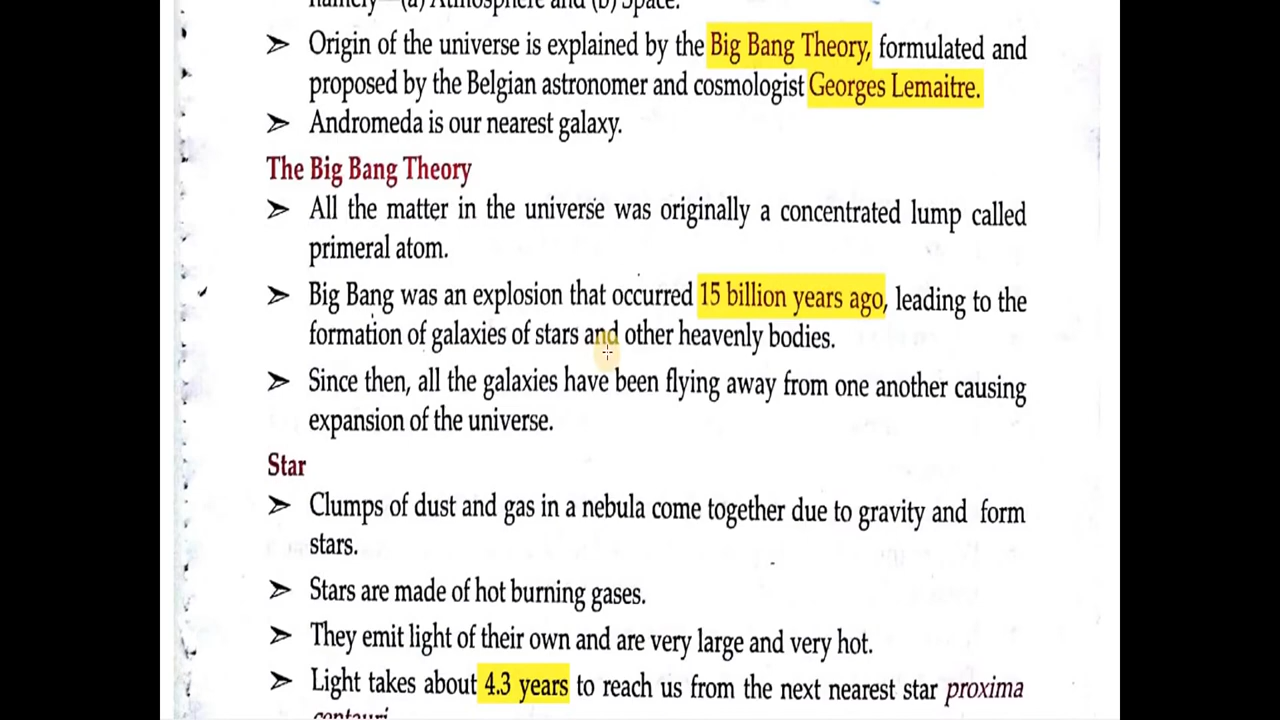 namely—(a) Atmosphere and (b) Space.
➢ Origin of the universe is explained by the Big Bang Theory, formulated and
proposed by the Belgian astronomer and cosmologist Georges Lemaitre.
➢ Andromeda is our nearest galaxy.
The Big Bang Theory
➢ All the matter in the universe was originally a concentrated lump called
primeral atom.
➢ Big Bang was an explosion that occurred 15 billion years ago, leading to the
formation of galaxies of stars and other heavenly bodies.
➢ Since then, all the galaxies have been flying away from one another causing
expansion of the universe.
Star
➢ Clumps of dust and gas in a nebula come together due to gravity and form
stars.
➢ Stars are made of hot burning gases.
➢ They emit light of their own and are very large and very hot.
➢ Light takes about 4.3 years to reach us from the next nearest star proxima
centauri